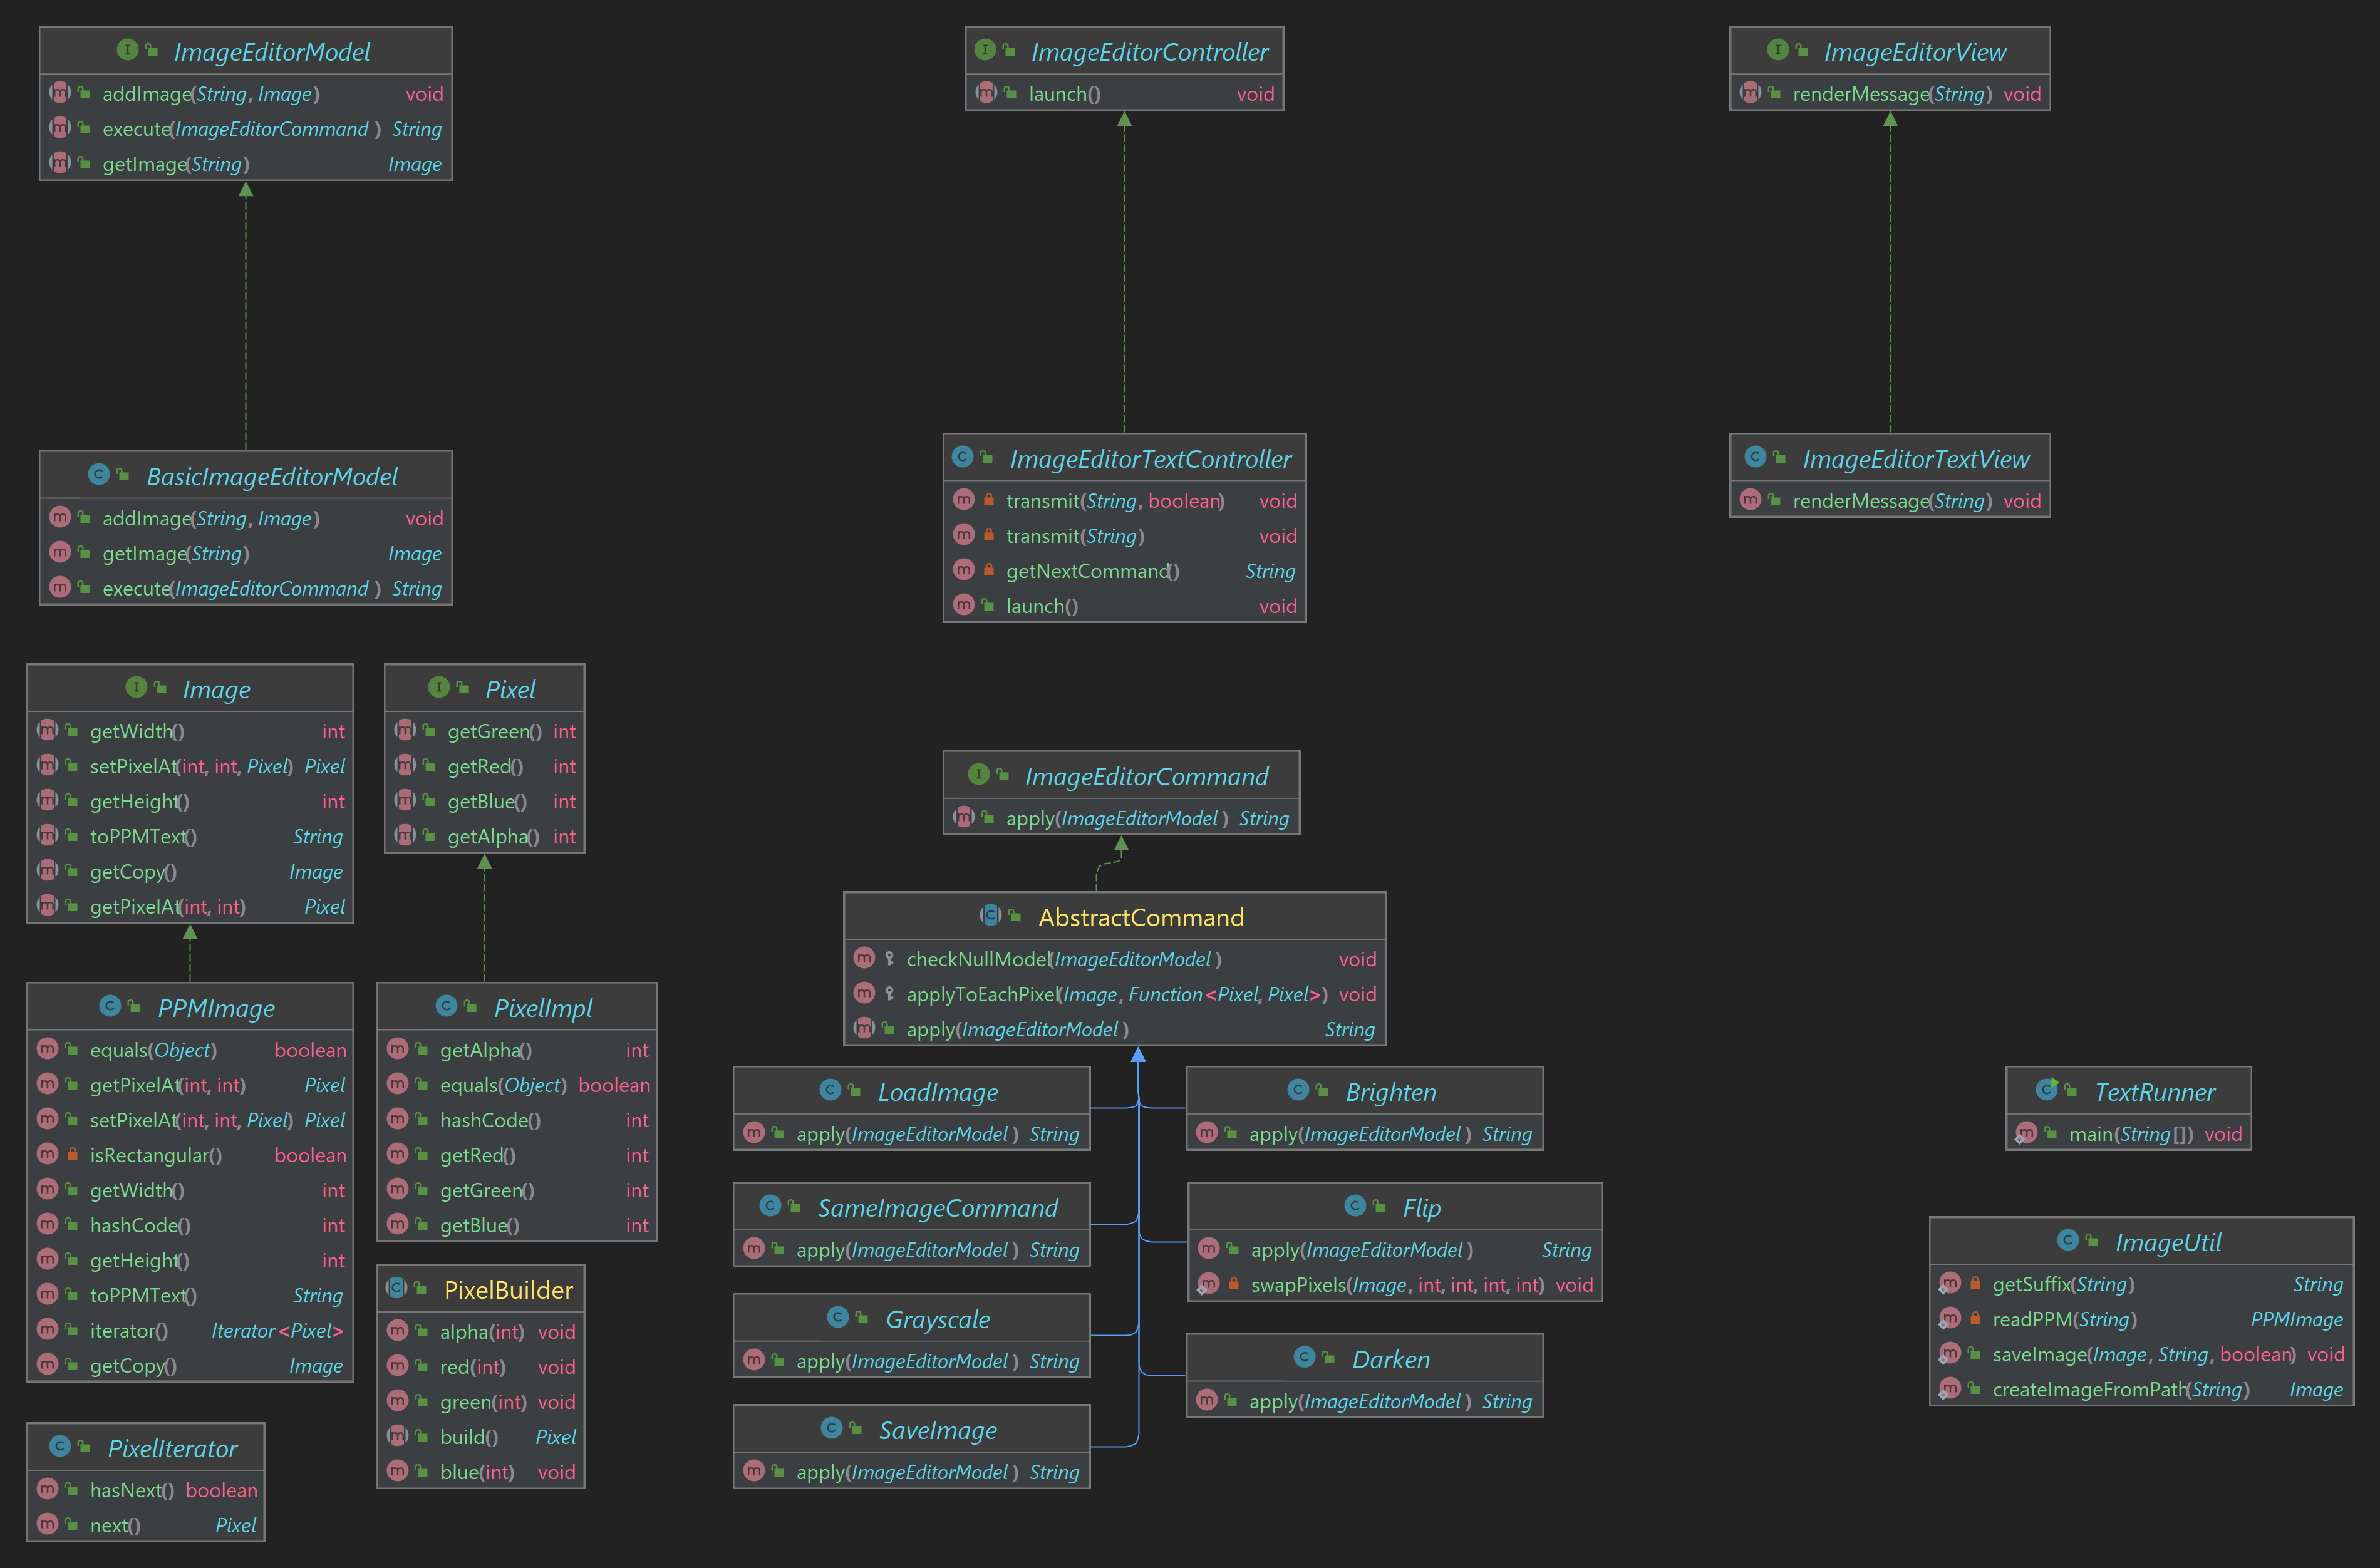 ImageEditorModel
addImage(String, Image) void
execute(ImageEditorCommand) String
getImage(String) Image
ImageEditorController
launch() void
ImageEditorView
renderMessage(String) void
BasicImageEditorModel
addImage(String, Image) void
getImage(String) Image
execute(ImageEditorCommand) String
ImageEditorTextController
transmit(String, boolean) void
transmit(String) void
getNextCommand() String
launch() void
ImageEditorTextView
renderMessage(String) void
Image
getWidth() int
setPixelAt(int, int, Pixel) Pixel
getHeight() int
toPPMText() String
getCopy() Image
getPixelAt(int, int) Pixel
Pixel
getGreen() int
getRed() int
getBlue() int
getAlpha() int
ImageEditorCommand
apply(ImageEditorModel) String
AbstractCommand
checkNullModel(ImageEditorModel) void
applyToEachPixel(Image, Function<Pixel, Pixel>) void
apply(ImageEditorModel) String
PPMImage
equals(Object) boolean
getPixelAt(int, int) Pixel
setPixelAt(int, int, Pixel) Pixel
isRectangular() boolean
getWidth() int
hashCode() int
getHeight() int
toPPMText() String
iterator() Iterator<Pixel>
getCopy() Image
PixelImpl
getAlpha() int
equals(Object) boolean
hashCode() int
getRed() int
getGreen() int
getBlue() int
PixelBuilder
alpha(int) void
red(int) void
green(int) void
build() Pixel
blue(int) void
PixelIterator
hasNext() boolean
next() Pixel
LoadImage
apply(ImageEditorModel) String
Brighten
apply(ImageEditorModel) String
SameImageCommand
apply(ImageEditorModel) String
Flip
apply(ImageEditorModel) String
swapPixels(Image, int, int, int, int) void
Grayscale
apply(ImageEditorModel) String
Darken
apply(ImageEditorModel) String
SaveImage
apply(ImageEditorModel) String
TextRunner
main(String[]) void
ImageUtil
getSuffix(String) String
readPPM(String) PPMImage
saveImage(Image, String, boolean) void
createImageFromPath(String) Image